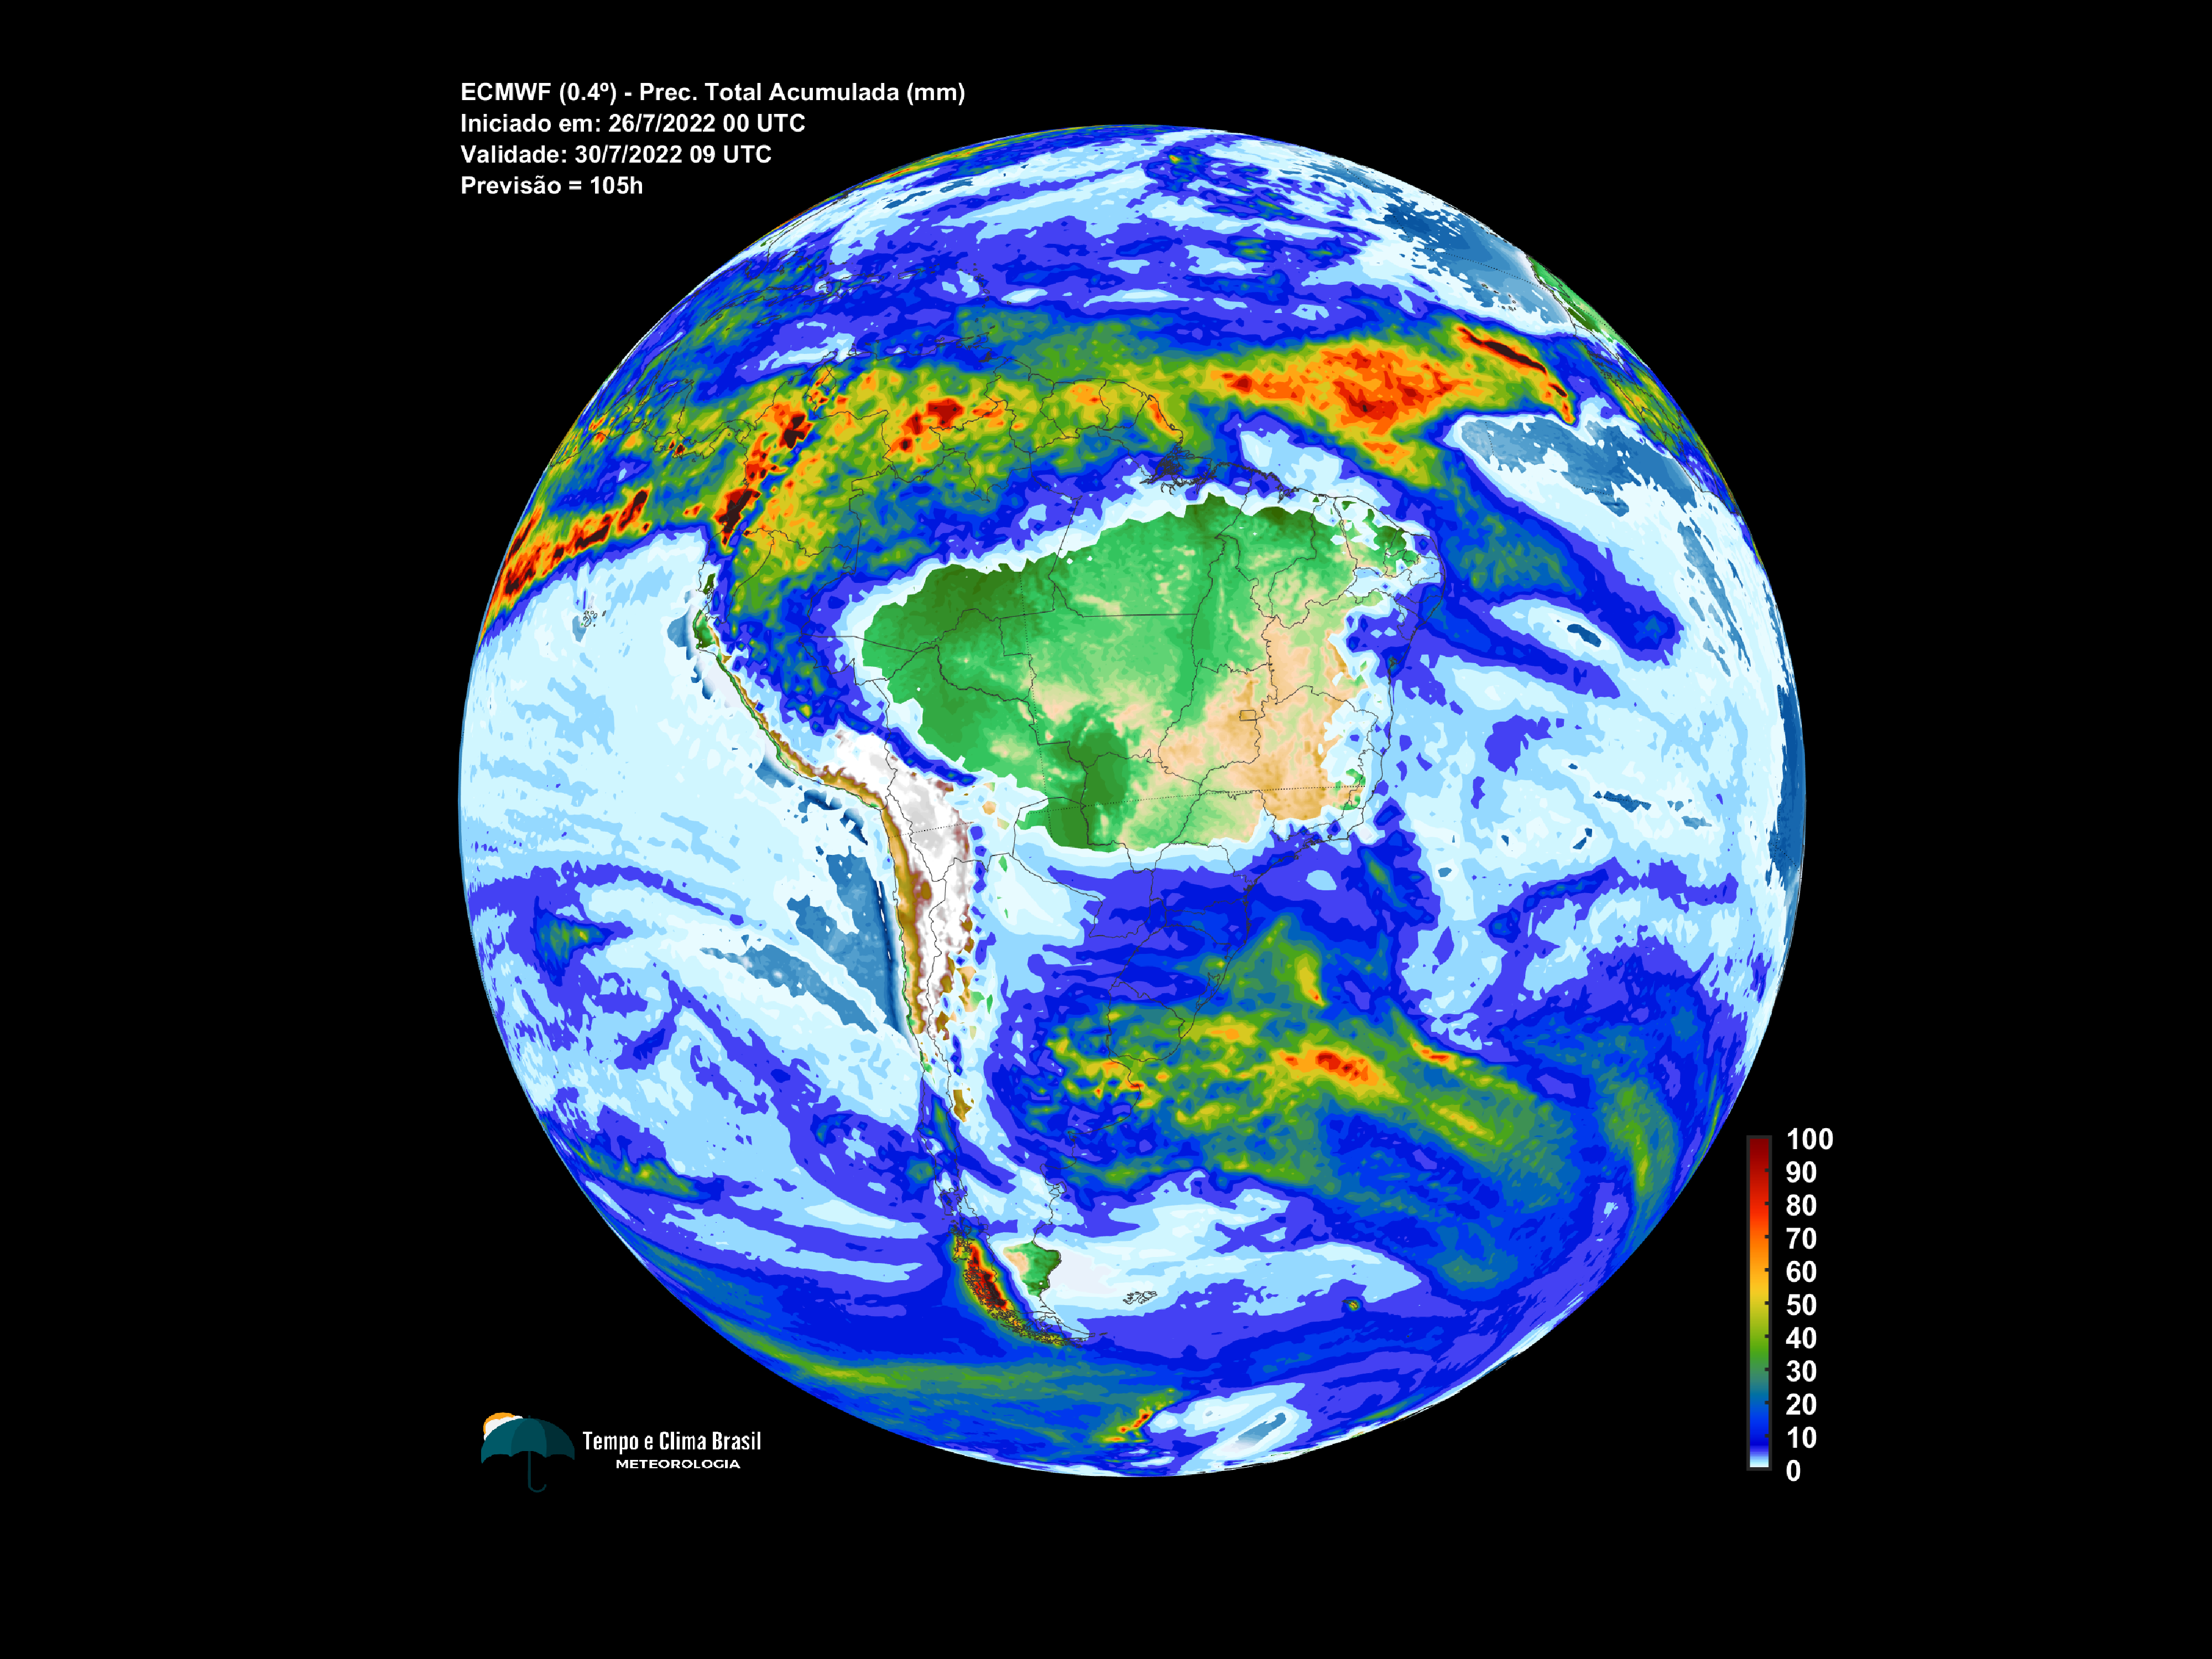 ECMWF (0.4º) - Prec. Total Acumulada (mm)
Iniciado em: 26/7/2022 00 UTC
Validade: 30/7/2022 09 UTC
Previsão = 105h
100
90
80
70
60
50
40
30
20
10
0
Tempo e Clima Brasil
METEOROLOGIA